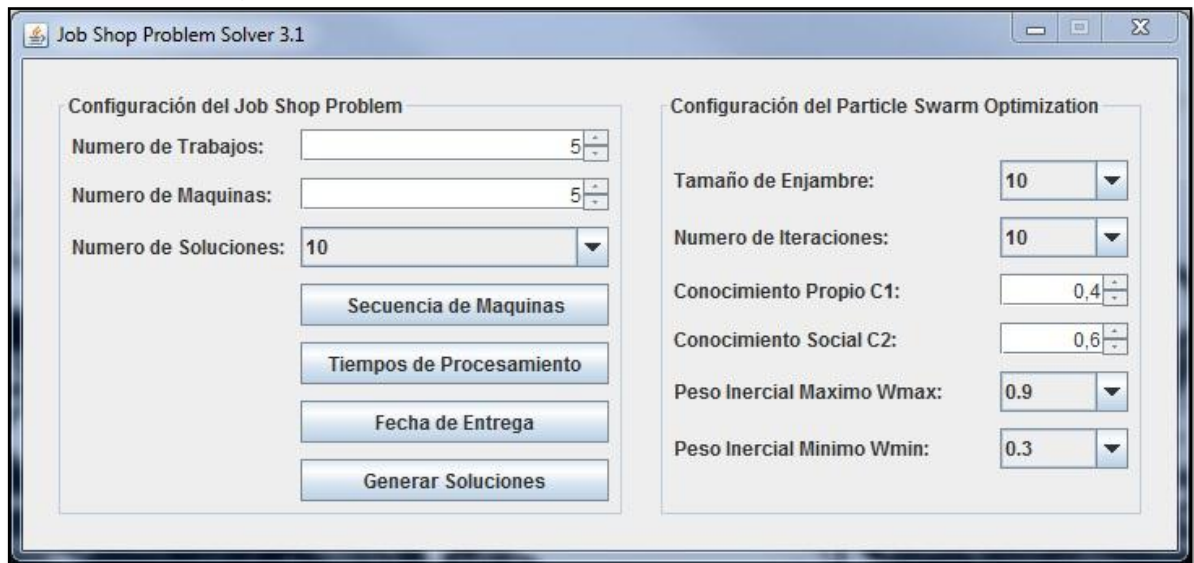 Job Shop Problem Solver 3.1
Configuración del Job Shop Problem
Numero de Trabajos: 5
Numero de Maquinas: 5
Numero de Soluciones: 10
Secuencia de Maquinas
Tiempos de Procesamiento
Fecha de Entrega
Generar Soluciones
Configuración del Particle Swarm Optimization
Tamaño de Enjambre: 10
Numero de Iteraciones: 10
Conocimiento Propio C1: 0,4
Conocimiento Social C2: 0,6
Peso Inercial Maximo Wmax: 0.9
Peso Inercial Minimo Wmin: 0.3